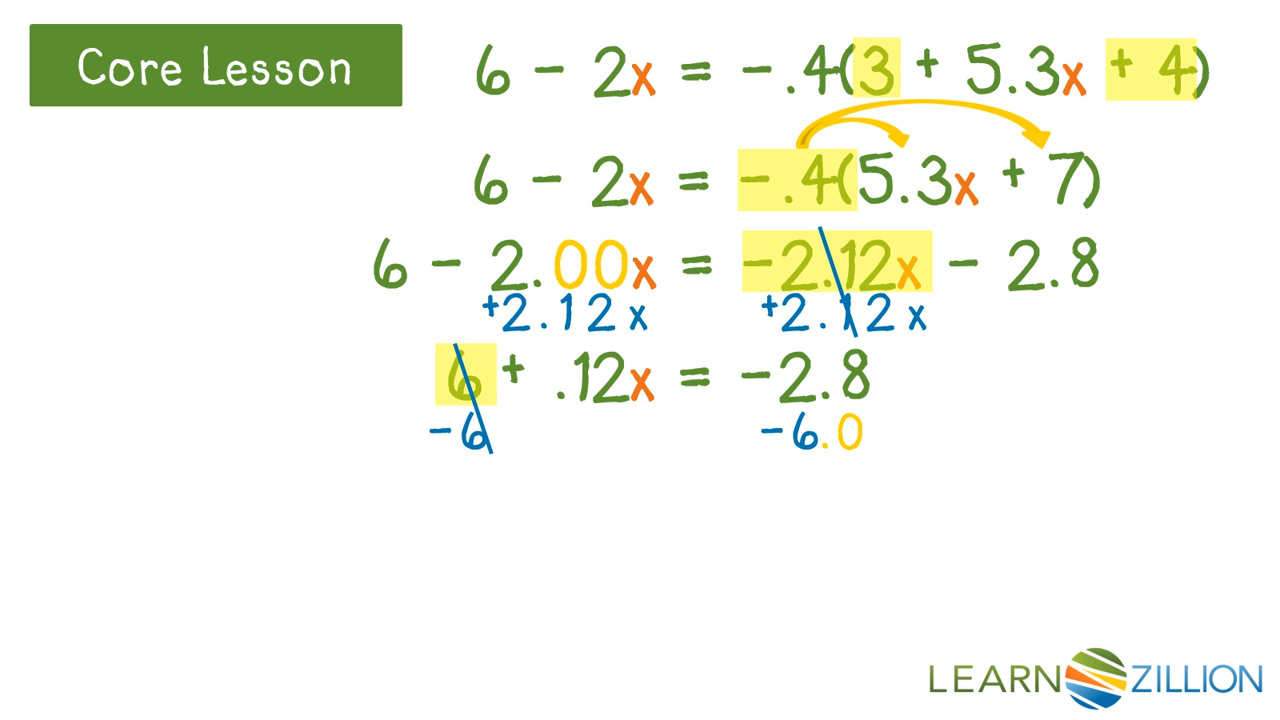 Core Lesson
6 - 2x = -.4(3 + 5.3x + 4)
6 - 2x = -.4(5.3x + 7)
6 - 2.00x = -2.12x - 2.8
+2.12x +2.12x
6 + .12x = -2.8
-6 -6.0
LEARNZILLION